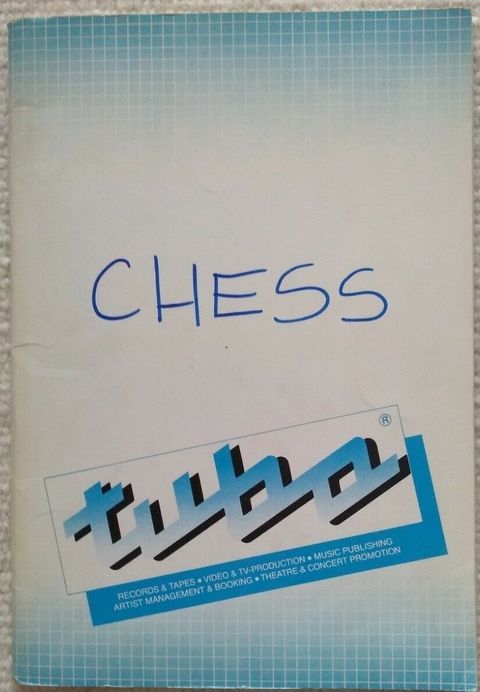 CHESS
tuba ®
RECORDS & TAPES • VIDEO & TV-PRODUCTION • MUSIC PUBLISHING
ARTIST MANAGEMENT & BOOKING • THEATRE & CONCERT PROMOTION